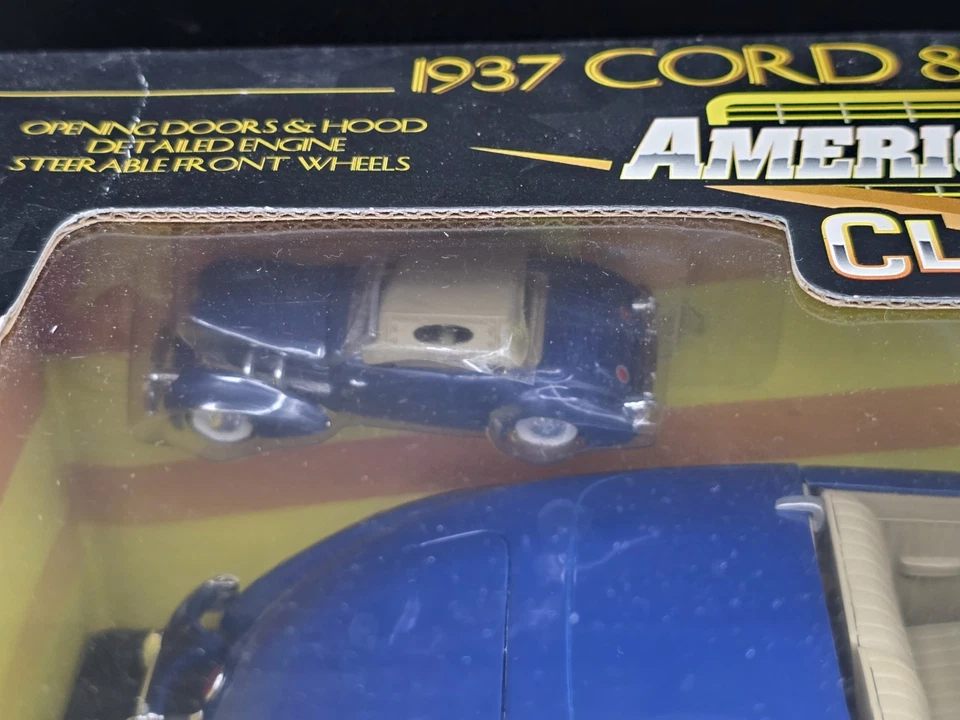 1937 CORD 8
OPENING DOORS & HOOD
DETAILED ENGINE
STEERABLE FRONT WHEELS
AMERIC
CL